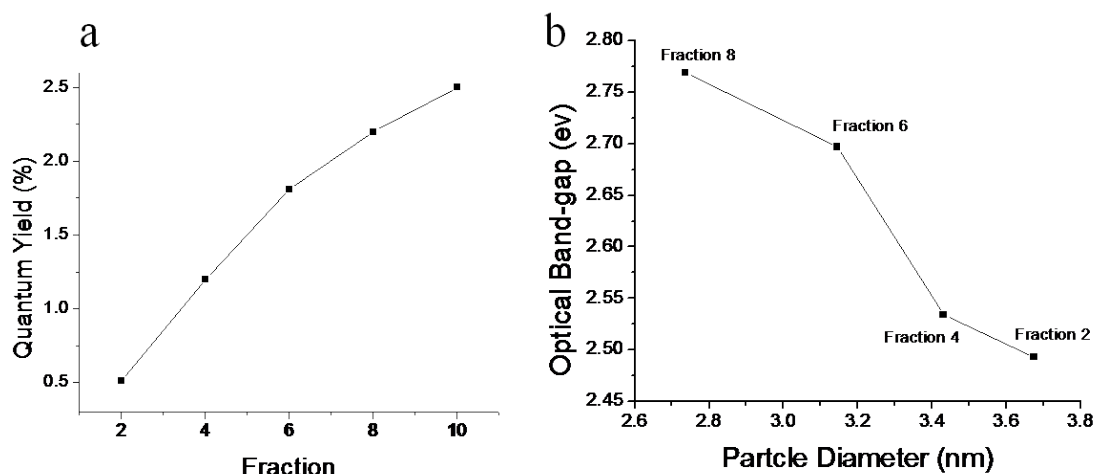 a
Quantum Yield (%)
2.5
2.0
1.5
1.0
0.5
2 4 6 8 10
Fraction
b
Optical Band-gap (ev)
2.80
2.75
2.70
2.65
2.60
2.55
2.50
2.45
Fraction 8
Fraction 6
Fraction 4
Fraction 2
2.6 2.8 3.0 3.2 3.4 3.6 3.8
Partcle Diameter (nm)